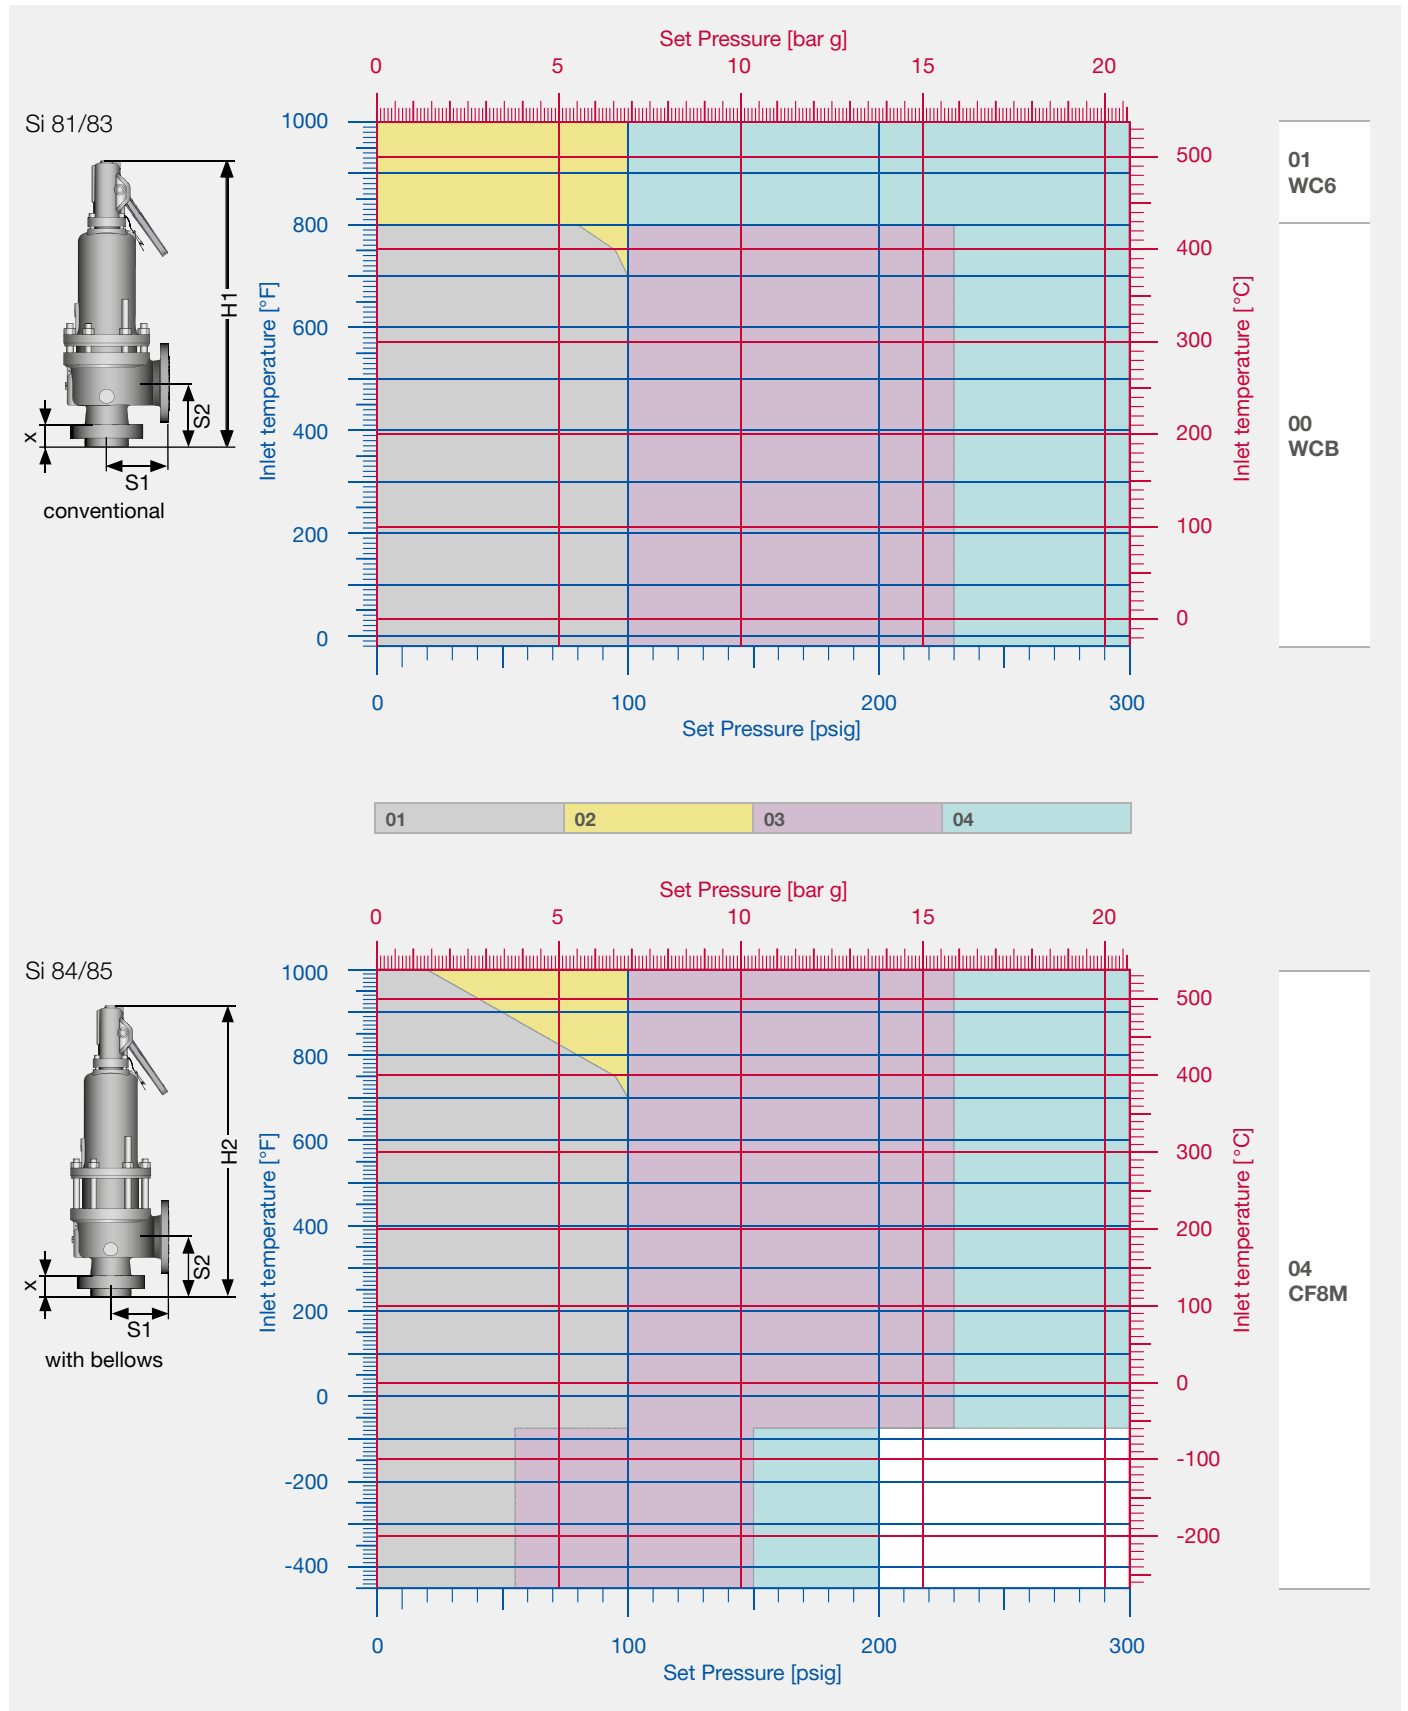 Set Pressure [bar g]
0 5 10 15 20
Si 81/83
1000
800
600
400
200
0
Inlet temperature [°F]
500
400
300
200
100
0
Inlet temperature [°C]
01
WC6
00
WCB
H1
S2
x
S1
conventional
0 100 200 300
Set Pressure [psig]
01 02 03 04
Set Pressure [bar g]
0 5 10 15 20
Si 84/85
1000
800
600
400
200
0
-200
-400
Inlet temperature [°F]
500
400
300
200
100
0
-100
-200
Inlet temperature [°C]
04
CF8M
H2
S2
x
S1
with bellows
0 100 200 300
Set Pressure [psig]